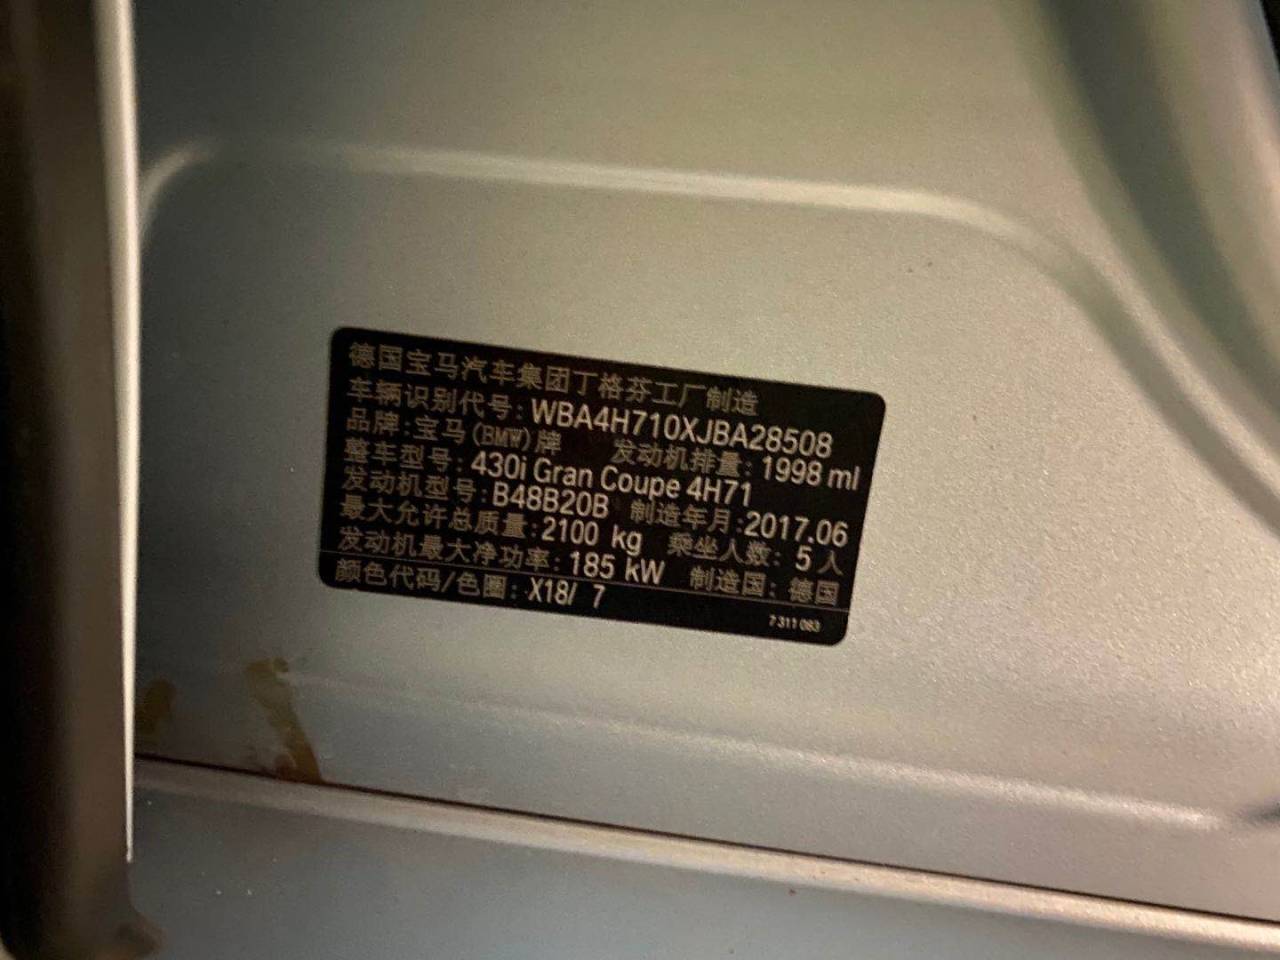 德国宝马汽车集团丁格芬工厂制造
车辆识别代号: WBA4H710XJBA28508
品牌:宝马(BMW)牌 发动机排量: 1998 ml
整车型号: 430i Gran Coupe 4H71
发动机型号: B48B20B 制造年月:2017.06
最大允许总质量: 2100 kg 乘坐人数: 5人
发动机最大净功率: 185 kW 制造国: 德国
颜色代码/色圈: X18/ 7
7 311 083